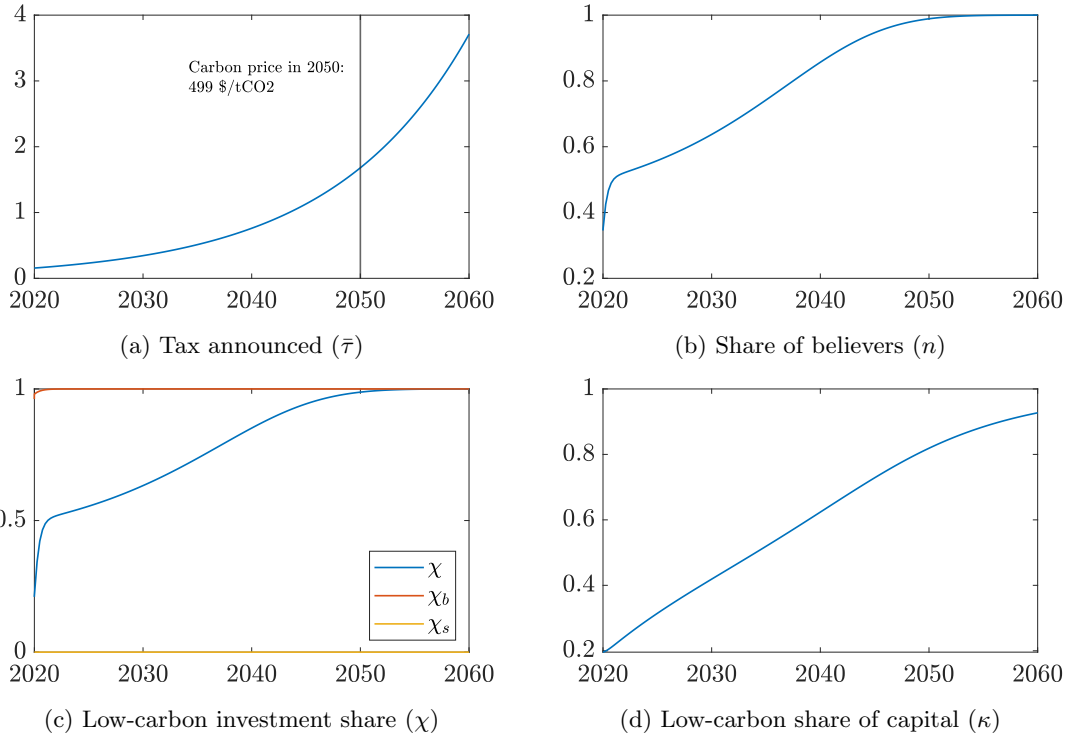 4
3
2
1
0
Carbon price in 2050:
499 $/tCO2
2020 2030 2040 2050 2060
(a) Tax announced (τ̄)
1
0.8
0.6
0.4
0.2
2020 2030 2040 2050 2060
(b) Share of believers (n)
1
0.5
0
χ
χb
χs
2020 2030 2040 2050 2060
(c) Low-carbon investment share (χ)
1
0.8
0.6
0.4
0.2
2020 2030 2040 2050 2060
(d) Low-carbon share of capital (κ)